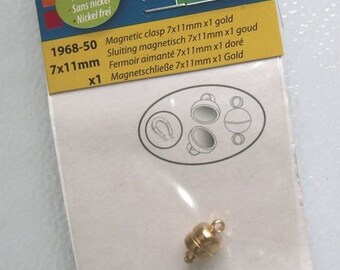 Sans nickel
- Nickel frei
1968-50 Magnetic clasp 7x11mm x1 gold
7x11mm Sluiting magnetisch 7x11mm x1 goud
x1 Fermoir aimanté 7x11mm x1 doré
Magnetschließe 7x11mm x1 Gold